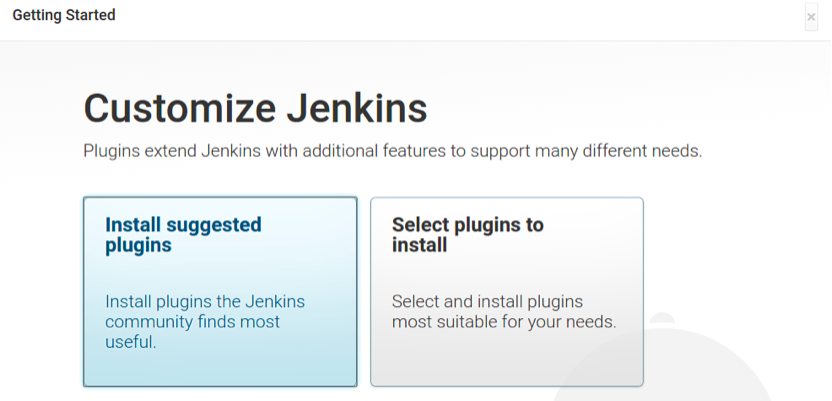 Getting Started
×
Customize Jenkins
Plugins extend Jenkins with additional features to support many different needs.
Install suggested
plugins
Install plugins the Jenkins
community finds most
useful.
Select plugins to
install
Select and install plugins
most suitable for your needs.